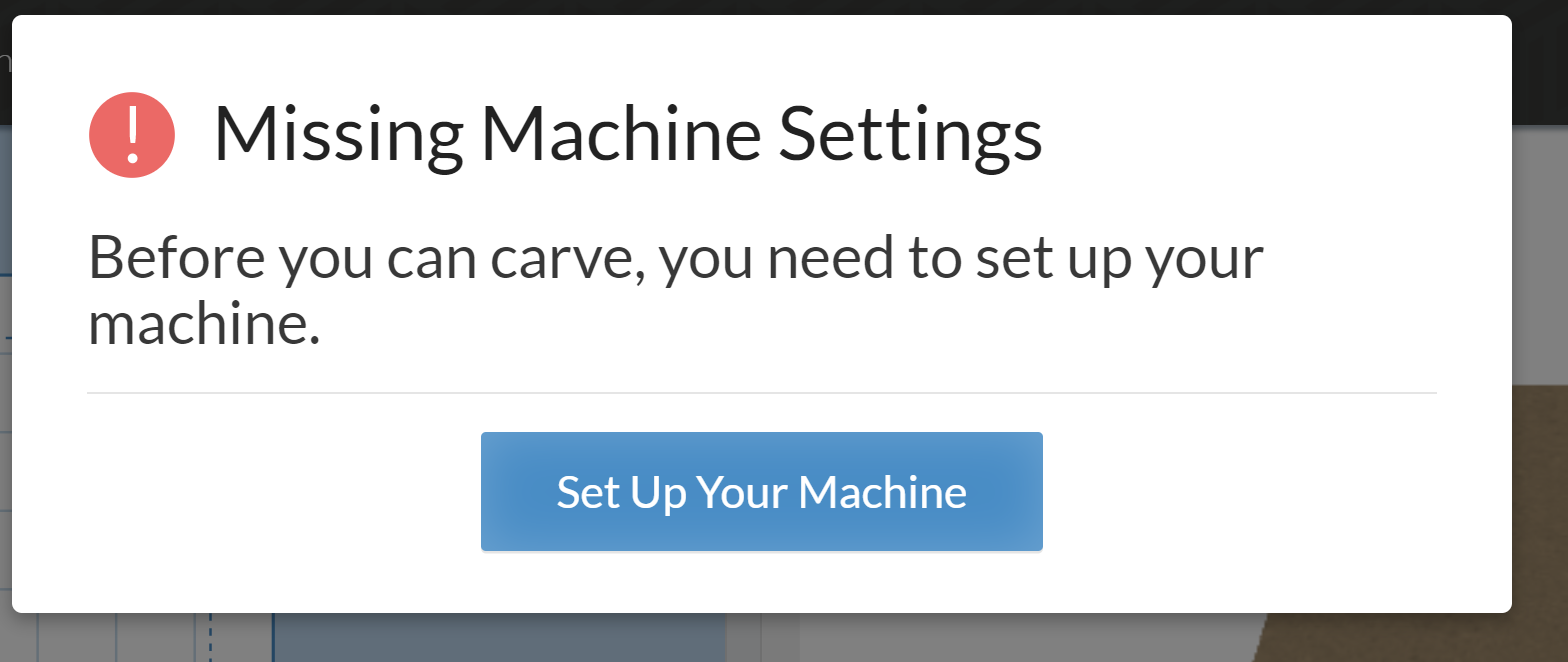 Missing Machine Settings
Before you can carve, you need to set up your
machine.
Set Up Your Machine